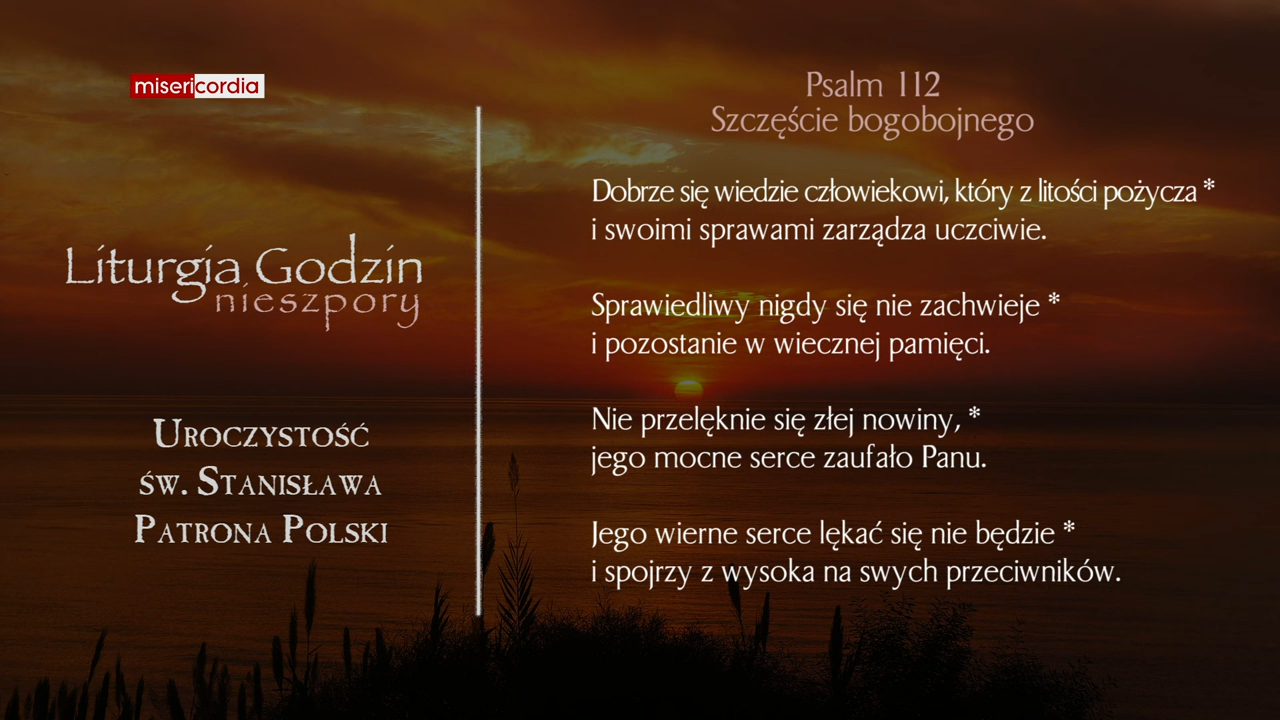 misericordia
Liturgia Godzin
nieszpory
Uroczystość
św. Stanisława
Patrona Polski
Psalm 112
Szczęście bogobojnego
Dobrze się wiedzie człowiekowi, który z litości pożycza *
i swoimi sprawami zarządza uczciwie.
Sprawiedliwy nigdy się nie zachwieje *
i pozostanie w wiecznej pamięci.
Nie przelęknie się złej nowiny, *
jego mocne serce zaufało Panu.
Jego wierne serce lękać się nie będzie *
i spojrzy z wysoka na swych przeciwników.